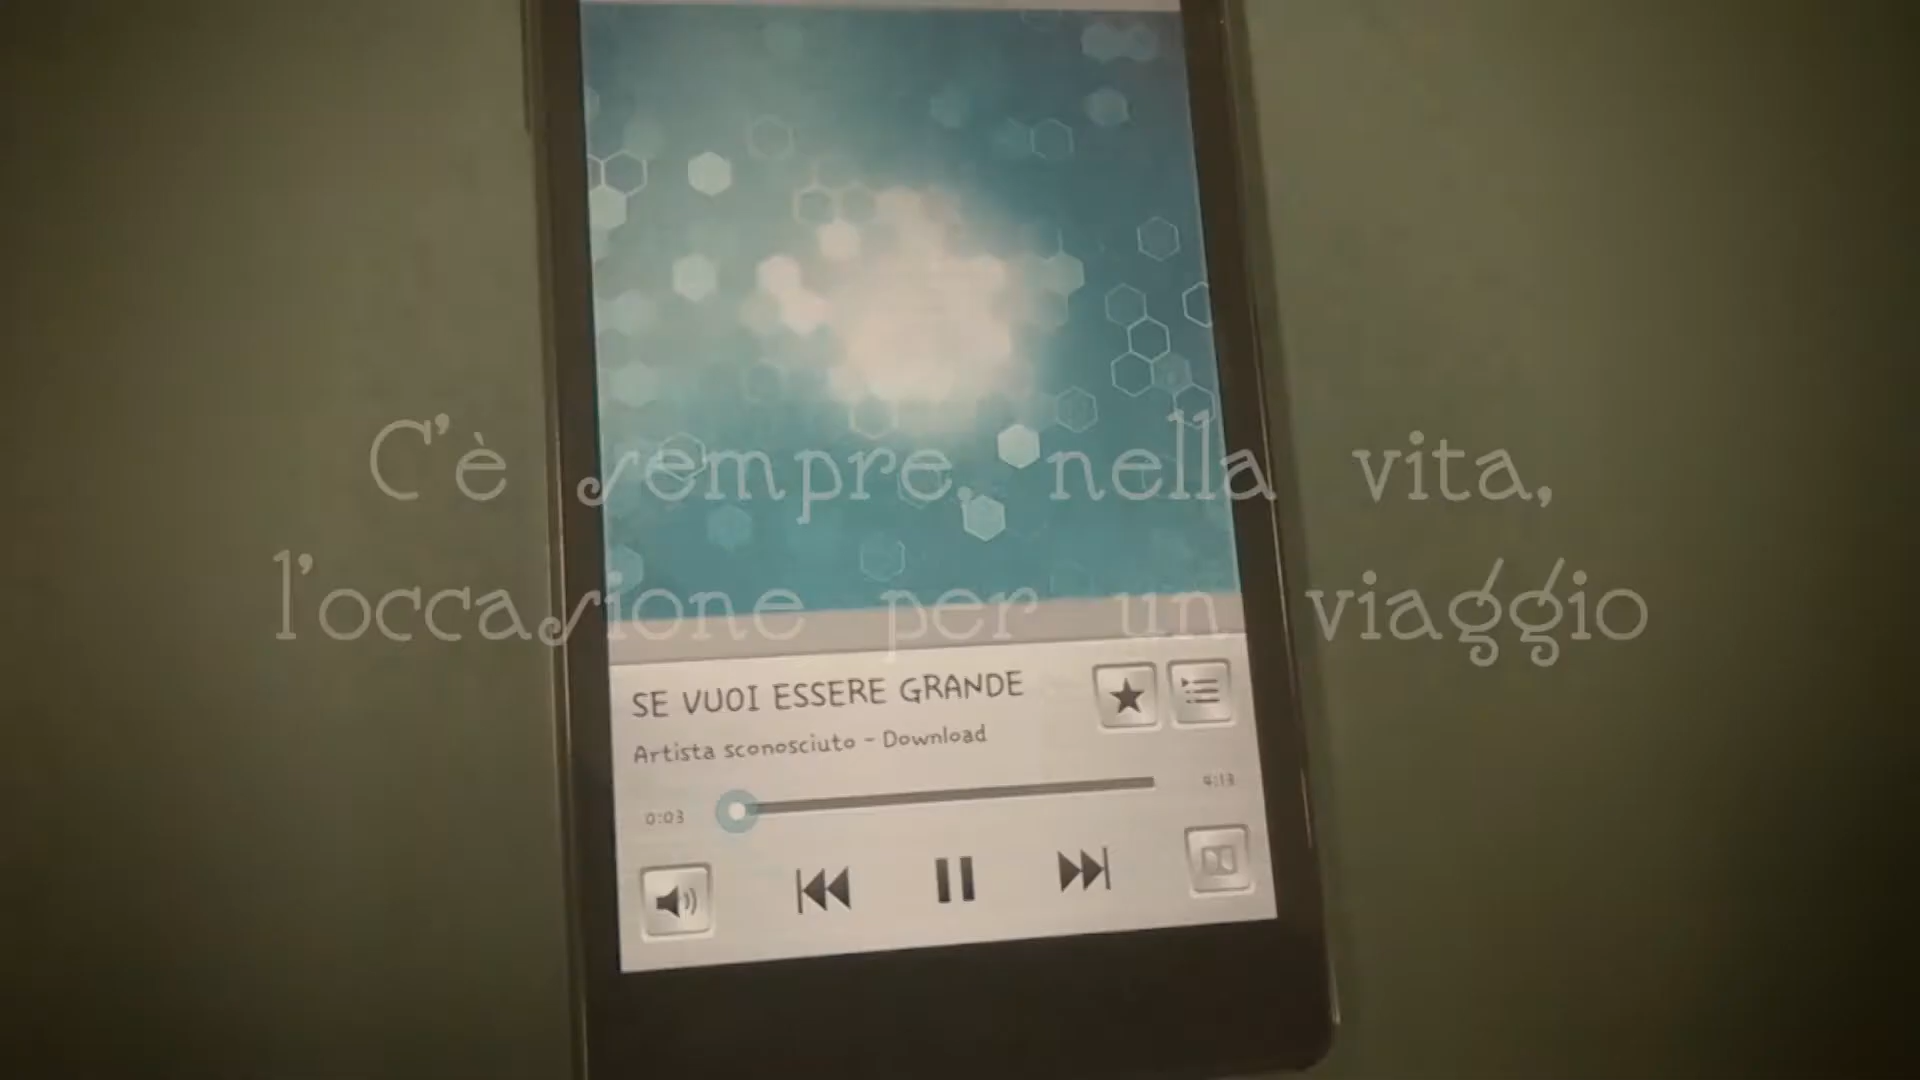 C'è sempre nella vita,
l'occasione per un viaggio
SE VUOI ESSERE GRANDE
Artista sconosciuto - Download
0:03
4:13